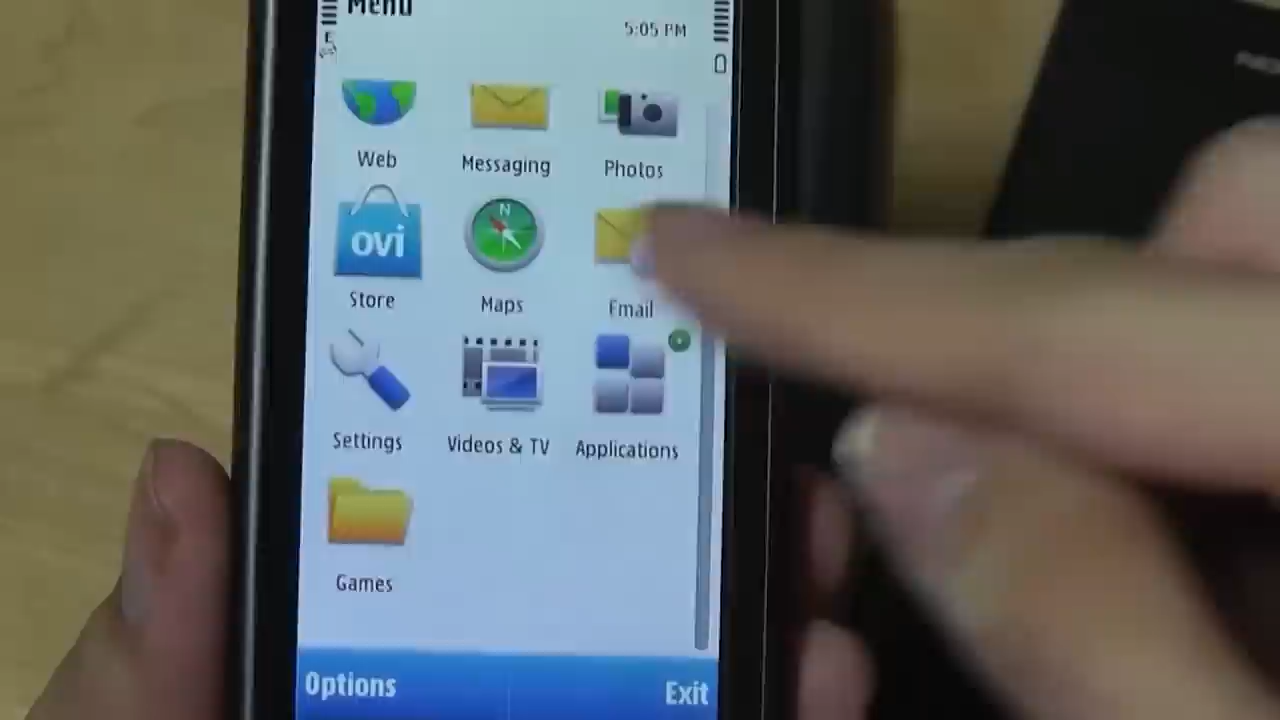 Menu
5:05 PM
E
Web
Messaging
Photos
N
ovi
Store
Maps
Email
Settings
Videos & TV
Applications
Games
Options
Exit